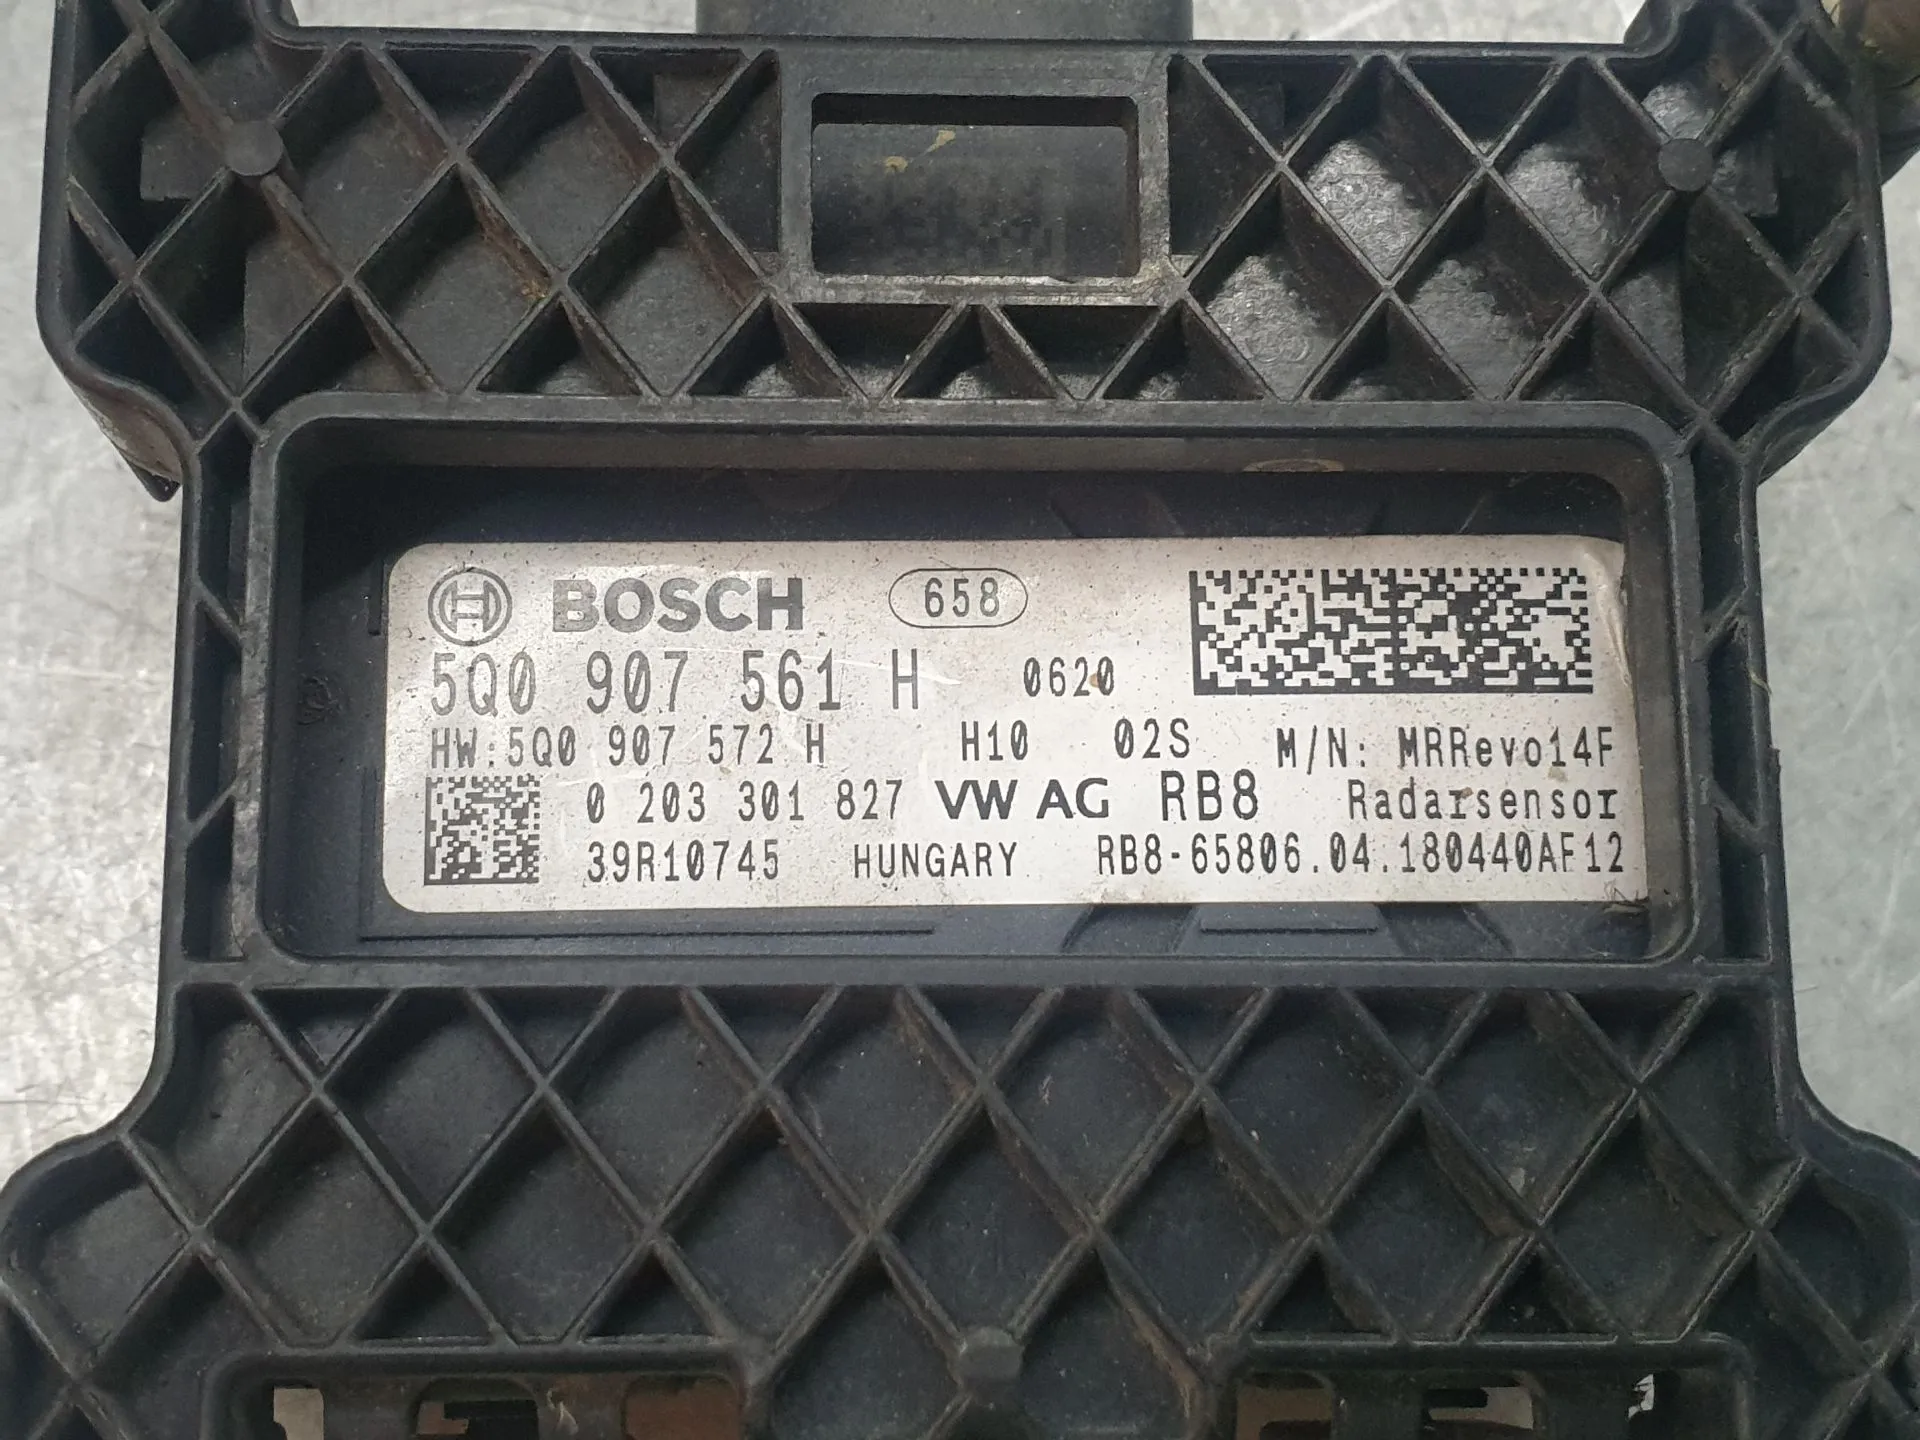 BOSCH 658
5Q0 907 561 H 0620
HW:5Q0 907 572 H H10 02S M/N: MRRevo14F
0 203 301 827 VW AG RB8 Radarsensor
39R10745 HUNGARY RB8-65806.04.180440AF12